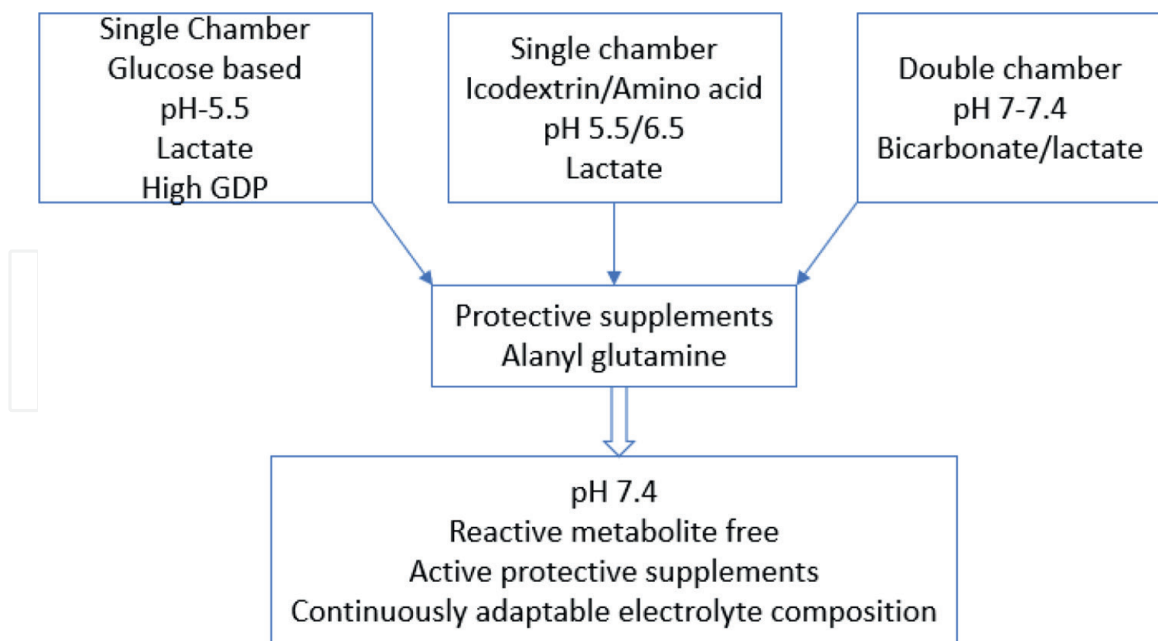 Single Chamber
Glucose based
pH-5.5
Lactate
High GDP
Single chamber
Icodextrin/Amino acid
pH 5.5/6.5
Lactate
Double chamber
pH 7-7.4
Bicarbonate/lactate
Protective supplements
Alanyl glutamine
pH 7.4
Reactive metabolite free
Active protective supplements
Continuously adaptable electrolyte composition